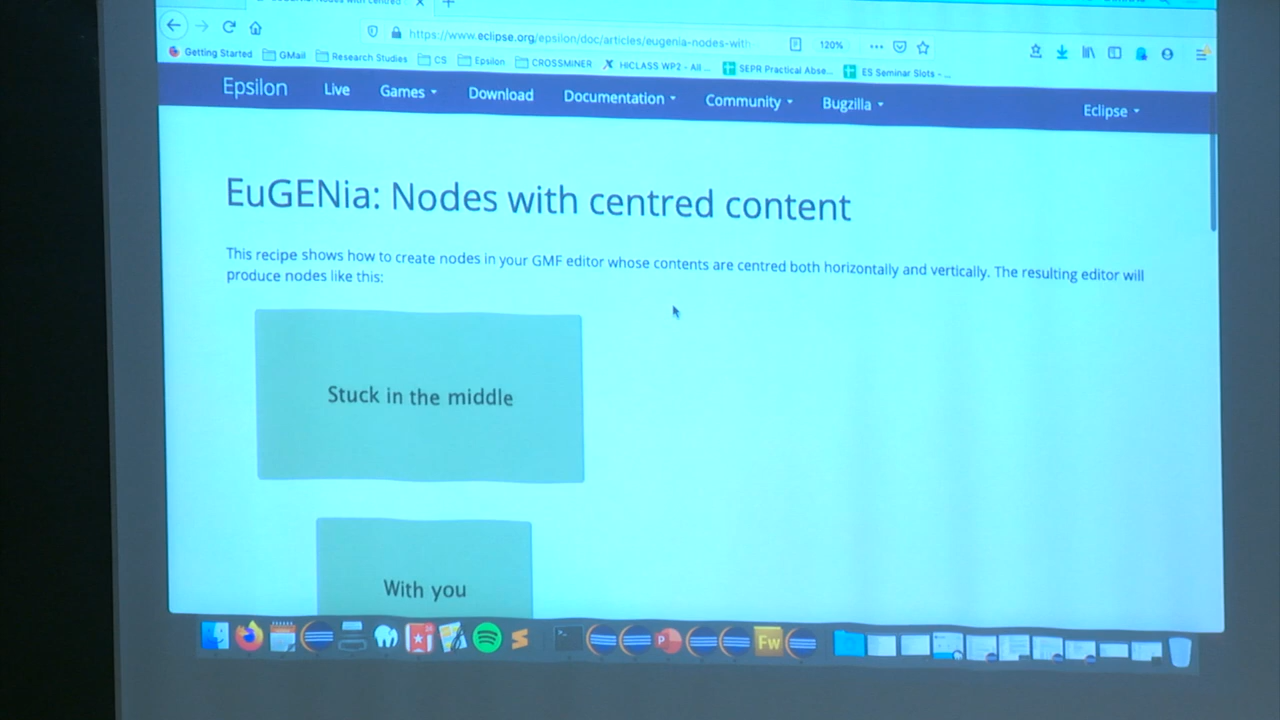 https://www.eclipse.org/epsilon/doc/articles/eugenia-nodes-with-
120%
Getting Started GMail Research Studies CS Epsilon CROSSMINER HICLASS WP2 - All ... SEPR Practical Abse... ES Seminar Slots - ...
Epsilon Live Games Download Documentation Community Bugzilla Eclipse
EuGENia: Nodes with centred content
This recipe shows how to create nodes in your GMF editor whose contents are centred both horizontally and vertically. The resulting editor will
produce nodes like this:
Stuck in the middle
With you
Fw